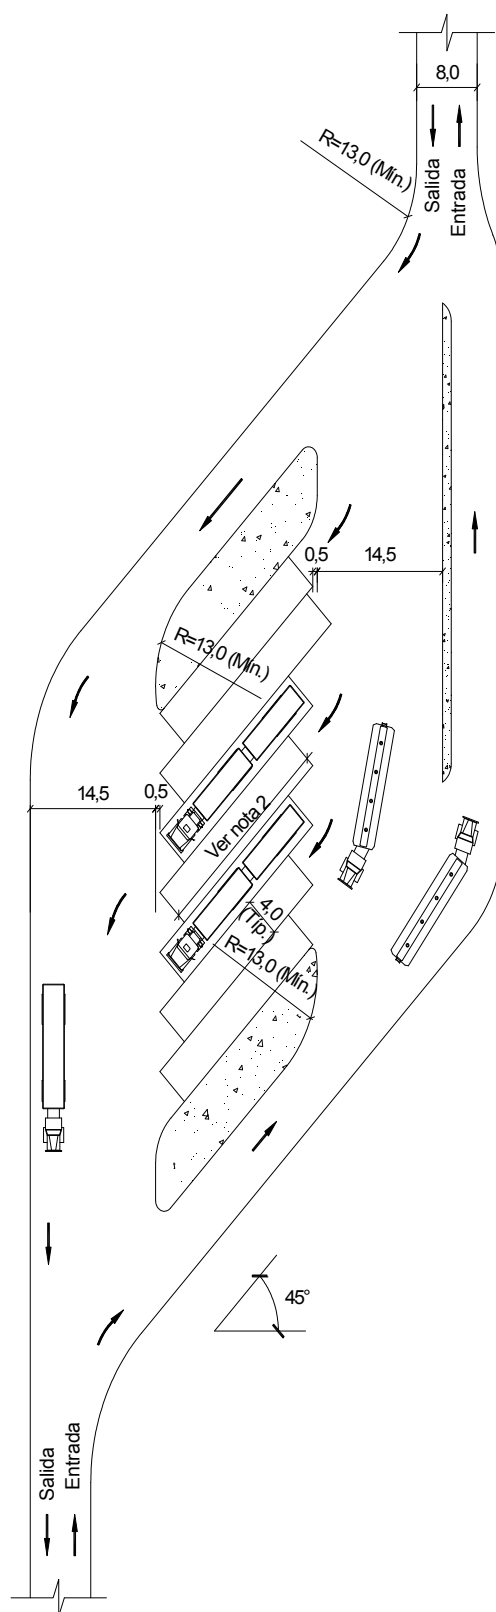 8,0
R=13,0 (Mín.)
Salida
Entrada
0,5
14,5
R=13,0 (Mín.)
14,5
0,5
Ver nota 2
4,0
(Tip.)
R=13,0 (Mín.)
45°
Salida
Entrada